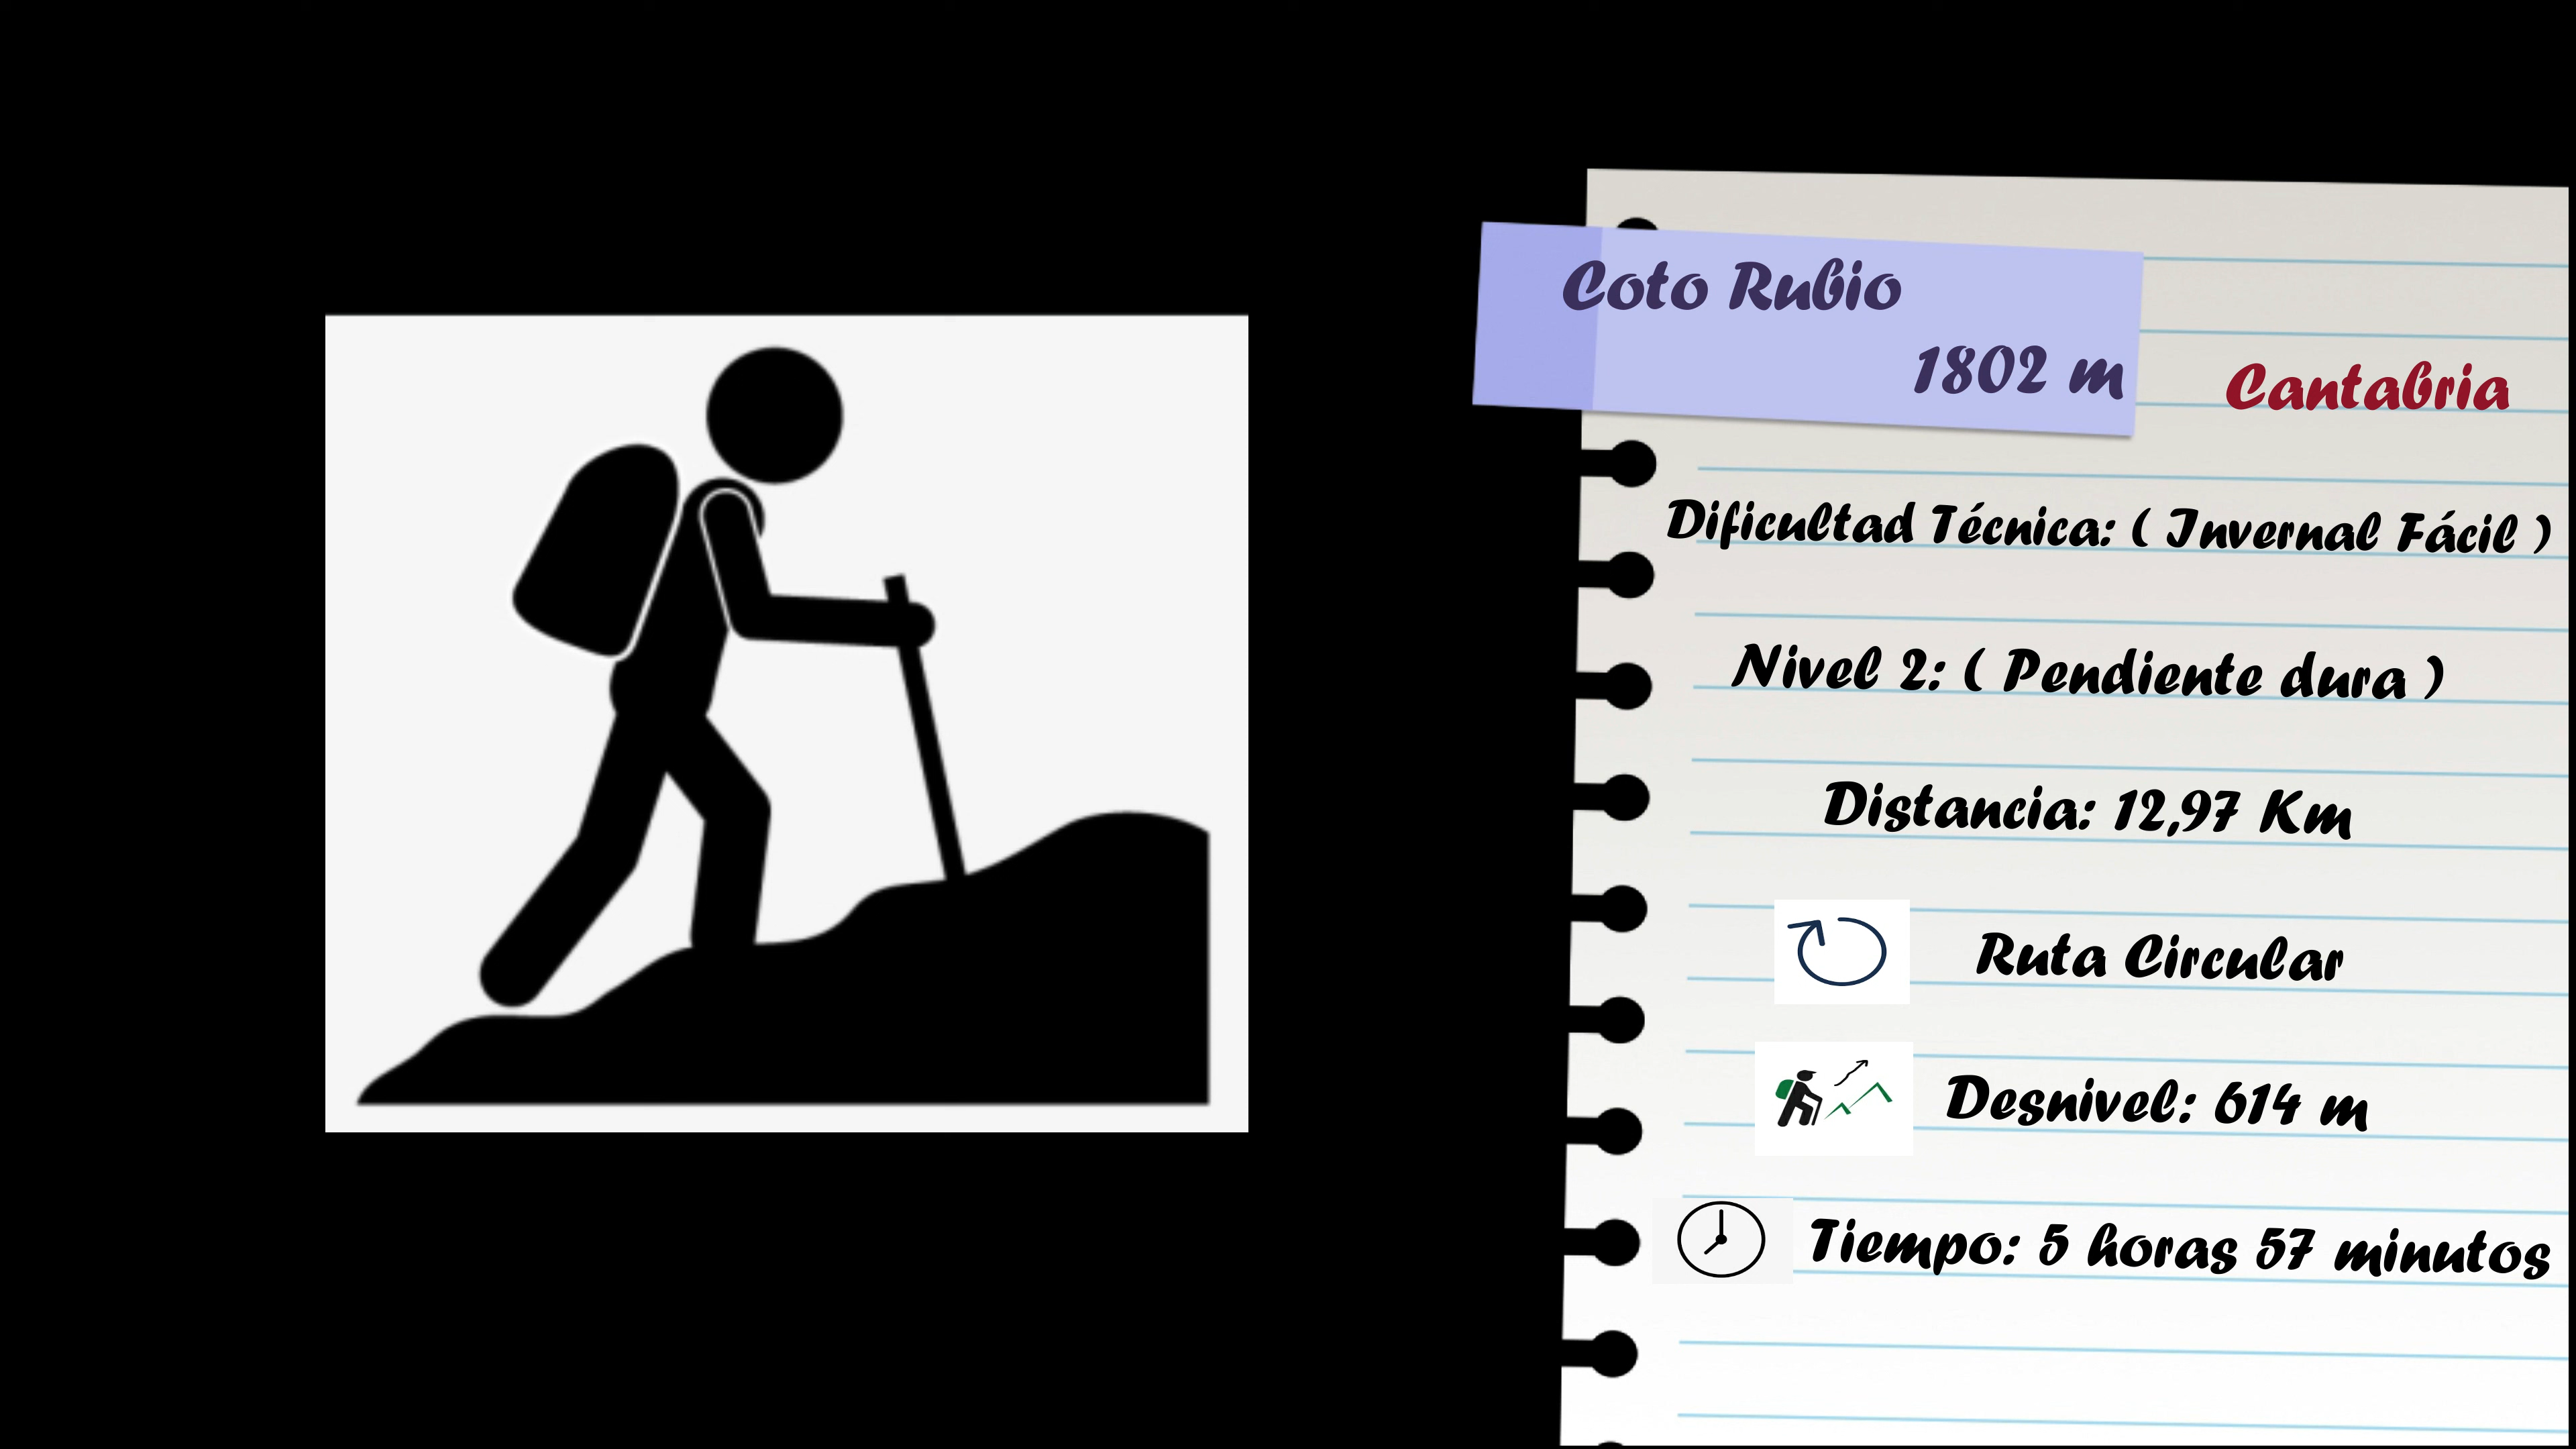 Coto Rubio
1802 m
Cantabria
Dificultad Técnica: ( Invernal Fácil )
Nivel 2: ( Pendiente dura )
Distancia: 12,97 Km
Ruta Circular
Desnivel: 614 m
Tiempo: 5 horas 57 minutos